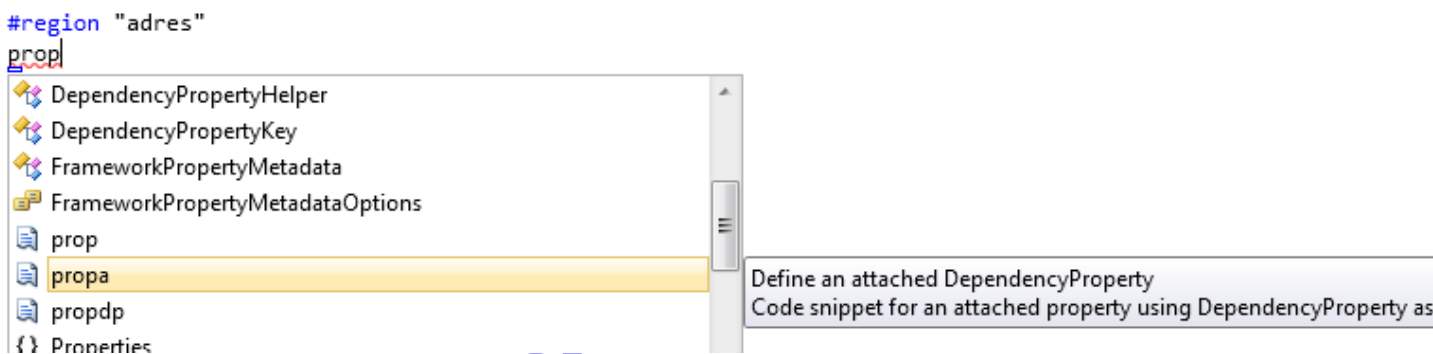 #region "adres"
prop
DependencyPropertyHelper
DependencyPropertyKey
FrameworkPropertyMetadata
FrameworkPropertyMetadataOptions
prop
propa
Define an attached DependencyProperty
Code snippet for an attached property using DependencyProperty as
propdp
{} Properties